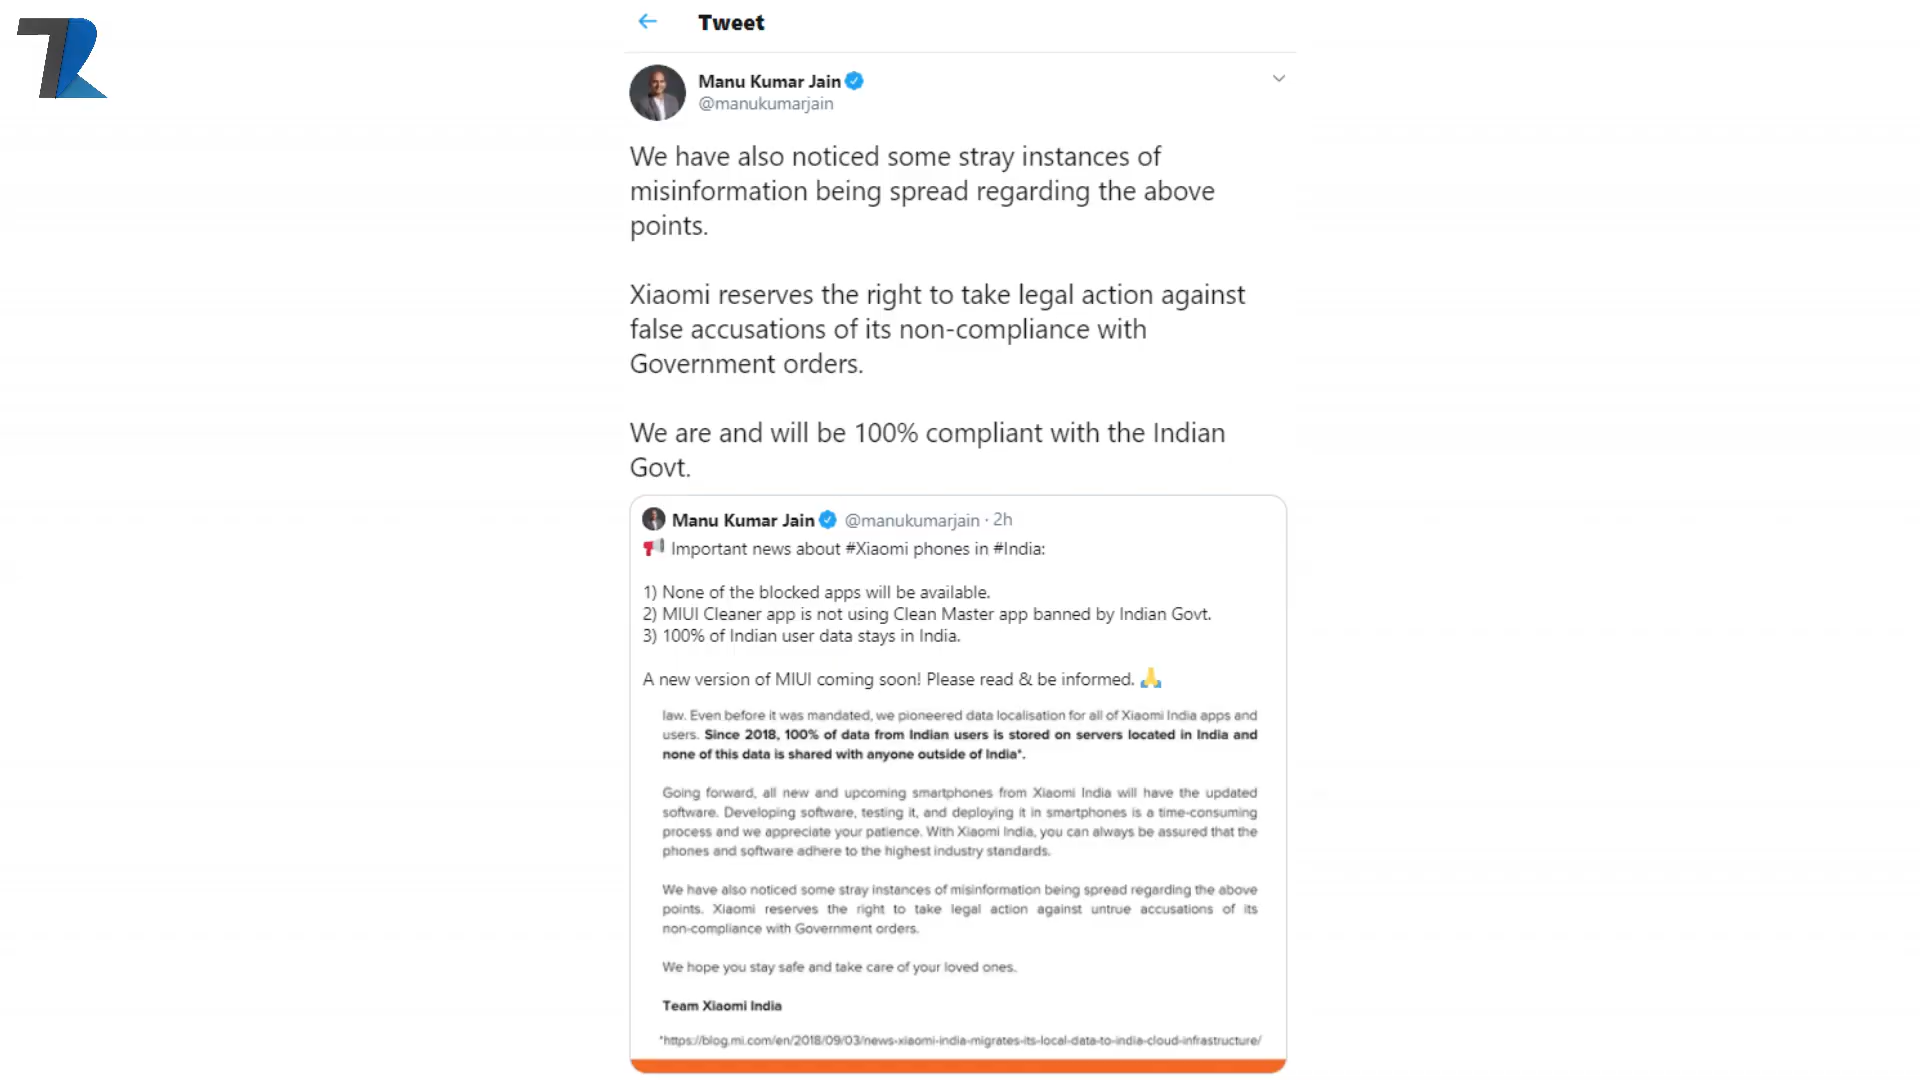 Tweet
Manu Kumar Jain
@manukumarjain
We have also noticed some stray instances of
misinformation being spread regarding the above
points.
Xiaomi reserves the right to take legal action against
false accusations of its non-compliance with
Government orders.
We are and will be 100% compliant with the Indian
Govt.
Manu Kumar Jain @manukumarjain · 2h
Important news about #Xiaomi phones in #India:
1) None of the blocked apps will be available.
2) MIUI Cleaner app is not using Clean Master app banned by Indian Govt.
3) 100% of Indian user data stays in India.
A new version of MIUI coming soon! Please read & be informed.
law. Even before it was mandated, we pioneered data localisation for all of Xiaomi India apps and
users. Since 2018, 100% of data from Indian users is stored on servers located in India and
none of this data is shared with anyone outside of India*.
Going forward, all new and upcoming smartphones from Xiaomi India will have the updated
software. Developing software, testing it, and deploying it in smartphones is a time-consuming
process and we appreciate your patience. With Xiaomi India, you can always be assured that the
phones and software adhere to the highest industry standards.
We have also noticed some stray instances of misinformation being spread regarding the above
points. Xiaomi reserves the right to take legal action against untrue accusations of its
non-compliance with Government orders.
We hope you stay safe and take care of your loved ones.
Team Xiaomi India
*https://blog.mi.com/en/2018/09/03/news-xiaomi-india-migrates-its-local-data-to-india-cloud-infrastructure/